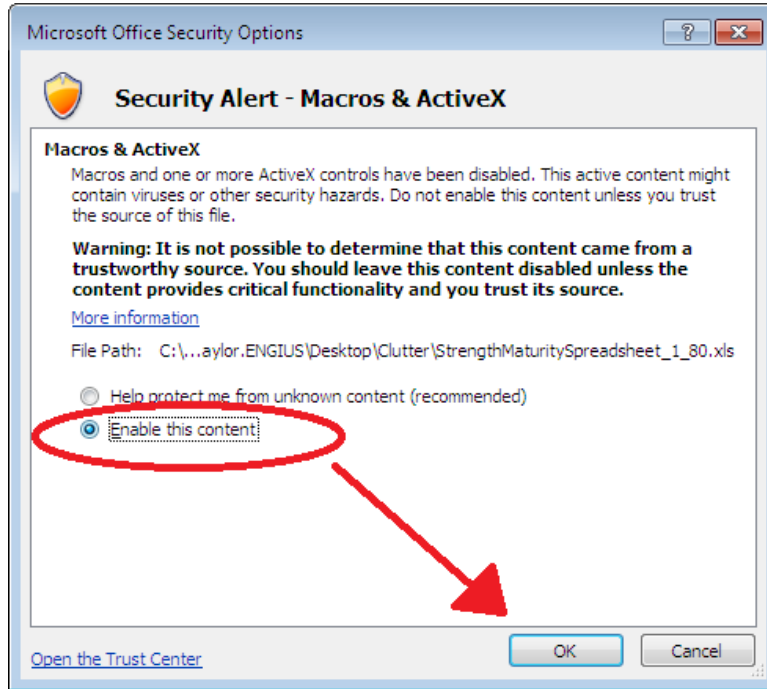 Microsoft Office Security Options
Security Alert - Macros & ActiveX
Macros & ActiveX
Macros and one or more ActiveX controls have been disabled. This active content might
contain viruses or other security hazards. Do not enable this content unless you trust
the source of this file.
Warning: It is not possible to determine that this content came from a
trustworthy source. You should leave this content disabled unless the
content provides critical functionality and you trust its source.
More information
File Path: C:\...aylor.ENGIUS\Desktop\Clutter\StrengthMaturitySpreadsheet_1_80.xls
Help protect me from unknown content (recommended)
Enable this content
Open the Trust Center
OK
Cancel